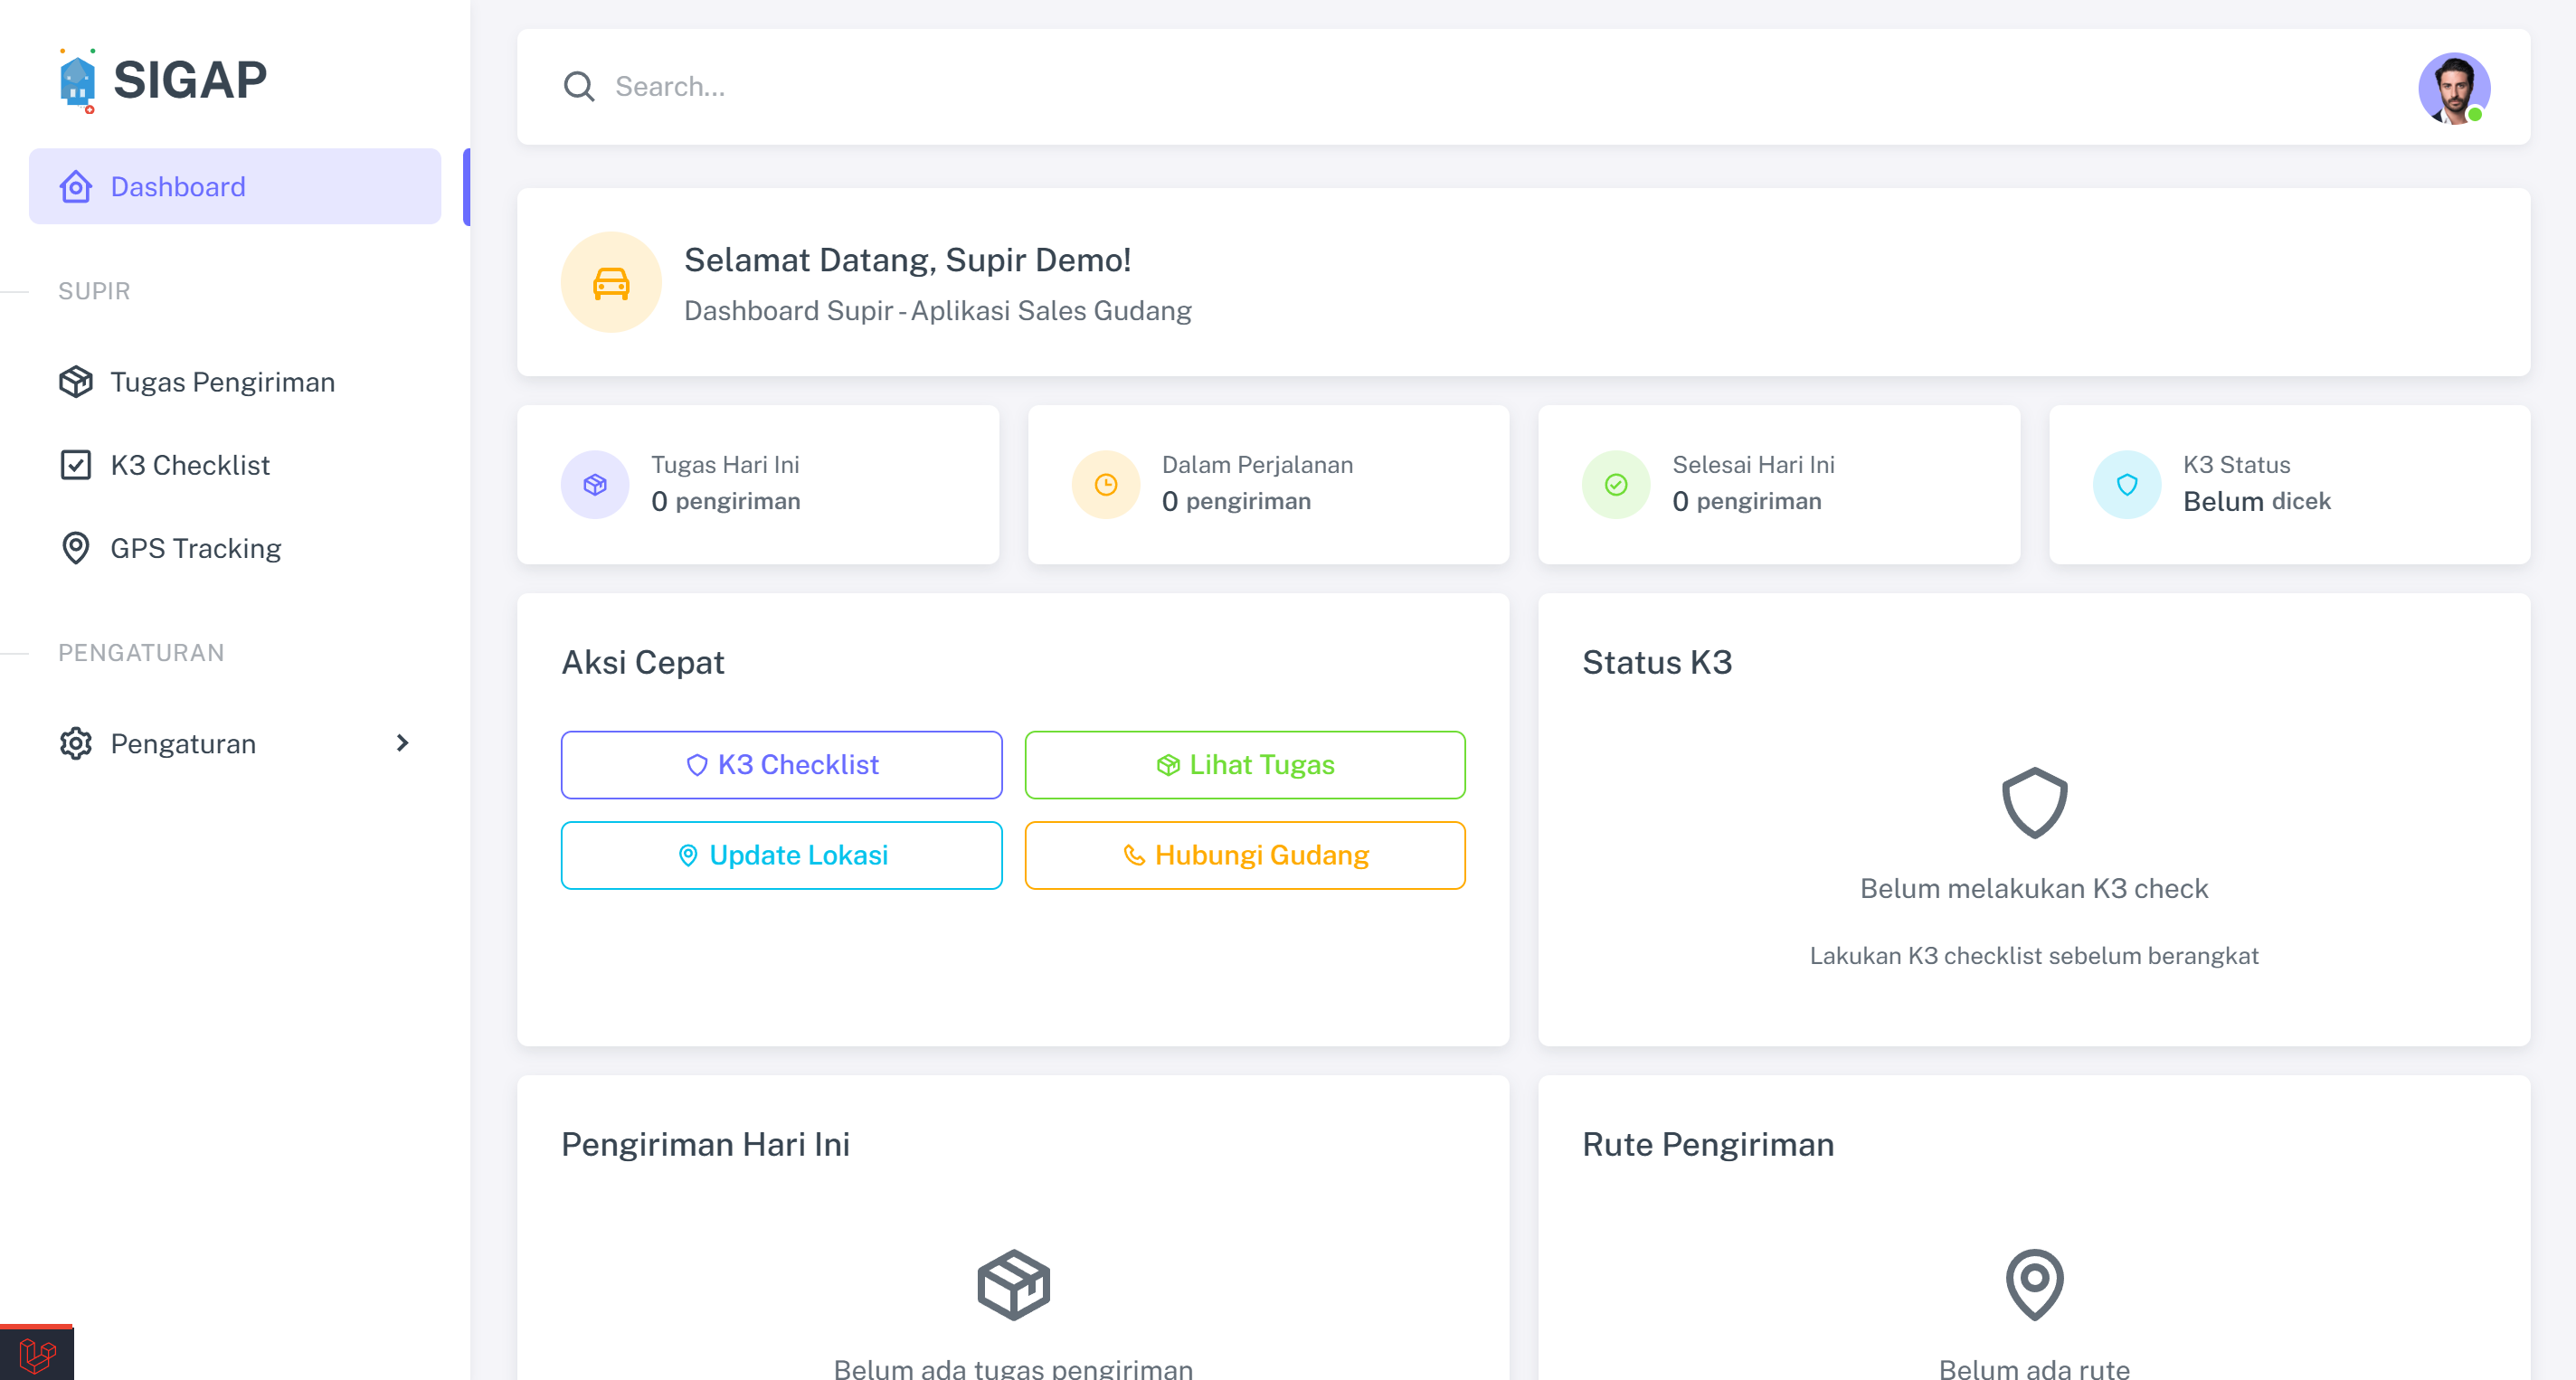 SIGAP
Dashboard
SUPIR
Tugas Pengiriman
K3 Checklist
GPS Tracking
PENGATURAN
Pengaturan
Search...
Selamat Datang, Supir Demo!
Dashboard Supir - Aplikasi Sales Gudang
Tugas Hari Ini
0 pengiriman
Dalam Perjalanan
0 pengiriman
Selesai Hari Ini
0 pengiriman
K3 Status
Belum dicek
Aksi Cepat
K3 Checklist
Lihat Tugas
Update Lokasi
Hubungi Gudang
Status K3
Belum melakukan K3 check
Lakukan K3 checklist sebelum berangkat
Pengiriman Hari Ini
Belum ada tugas pengiriman
Rute Pengiriman
Belum ada rute